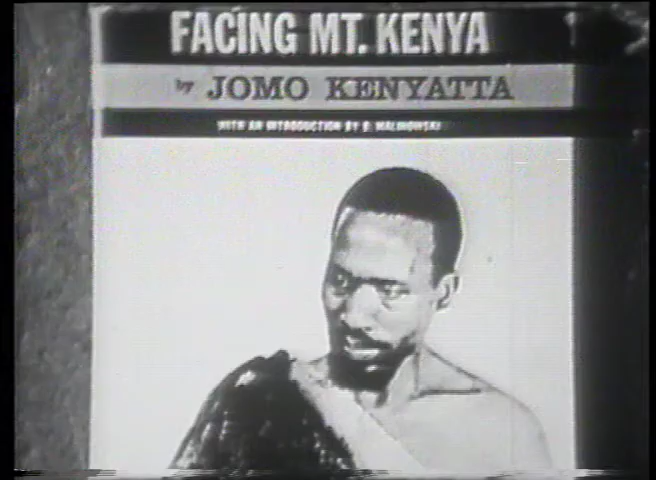 FACING MT. KENYA
by JOMO KENYATTA
WITH AN INTRODUCTION BY B. MALINOWSKI